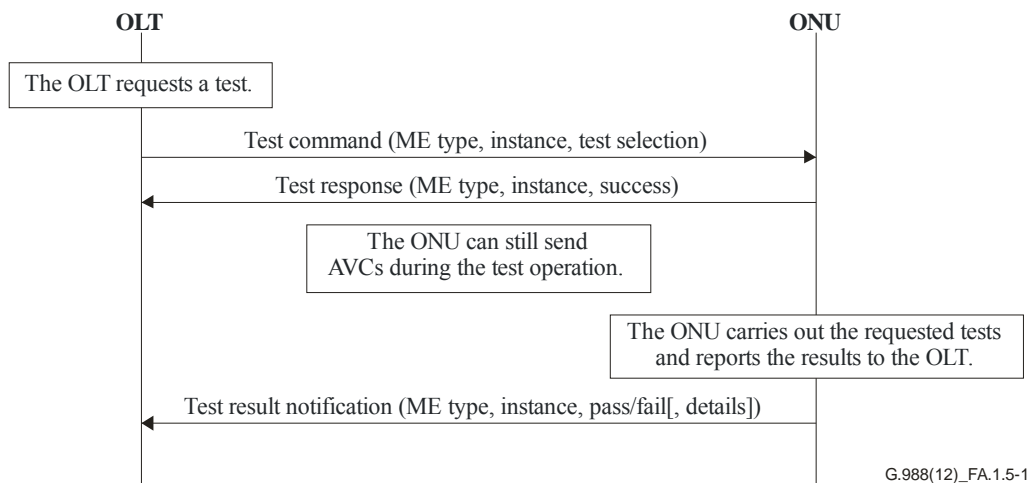 OLT
ONU
The OLT requests a test.
Test command (ME type, instance, test selection)
Test response (ME type, instance, success)
The ONU can still send
AVCs during the test operation.
The ONU carries out the requested tests
and reports the results to the OLT.
Test result notification (ME type, instance, pass/fail[, details])
G.988(12)_FA.1.5-1